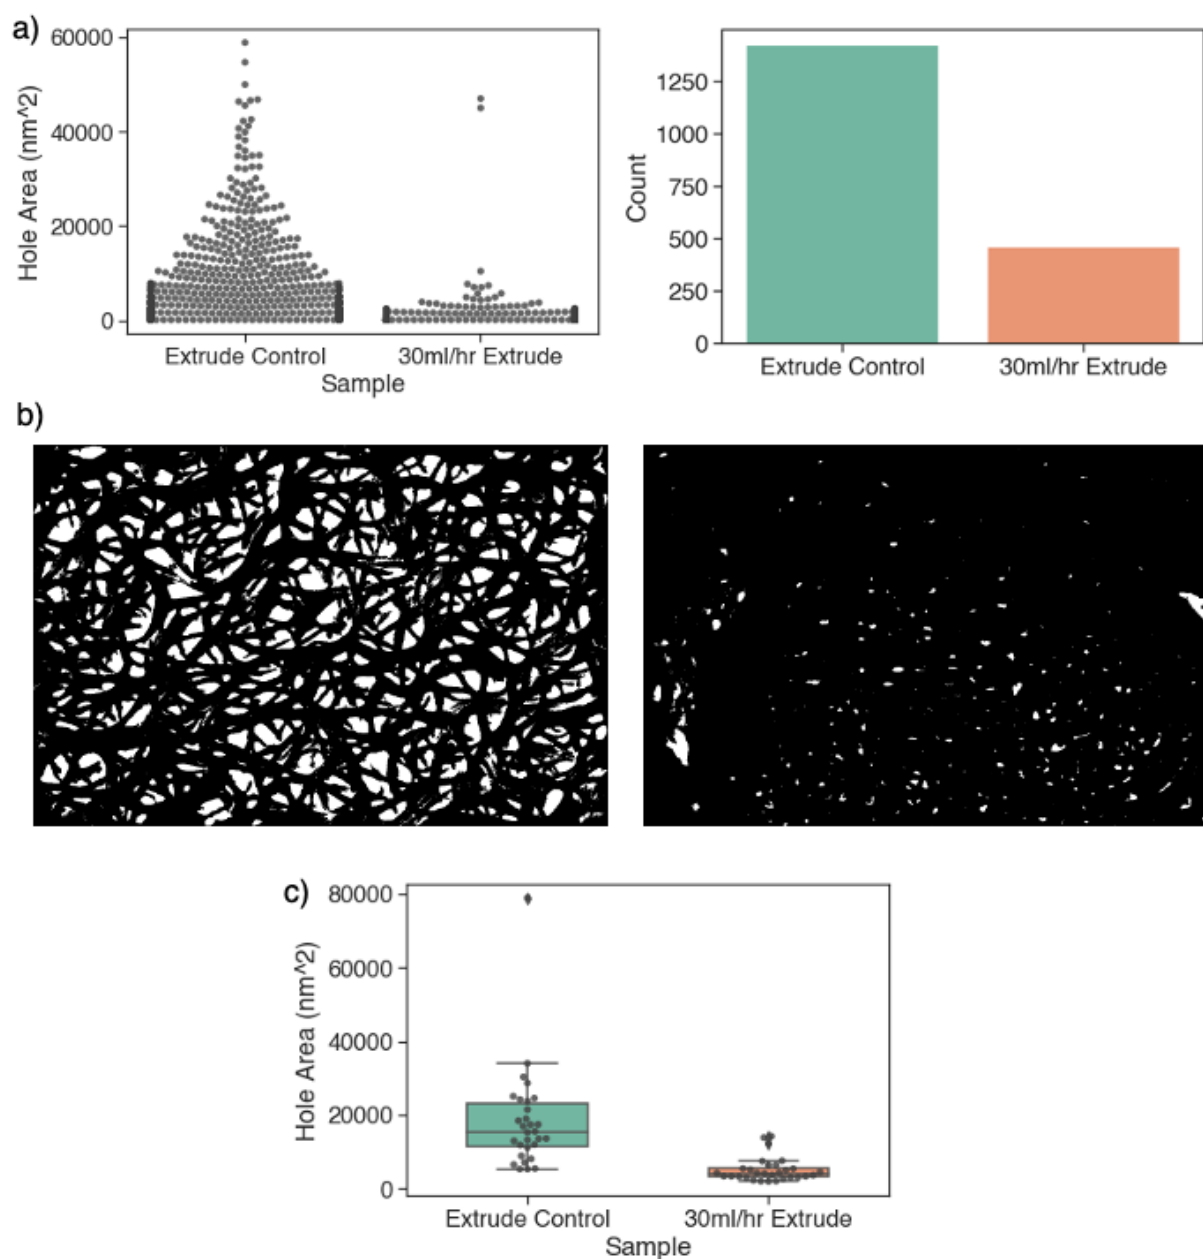 a)
60000
40000
20000
0
Hole Area (nm^2)
Extrude Control
30ml/hr Extrude
Sample
1250
1000
750
500
250
0
Count
Extrude Control
30ml/hr Extrude
b)
c)
80000
60000
40000
20000
0
Hole Area (nm^2)
Extrude Control
30ml/hr Extrude
Sample